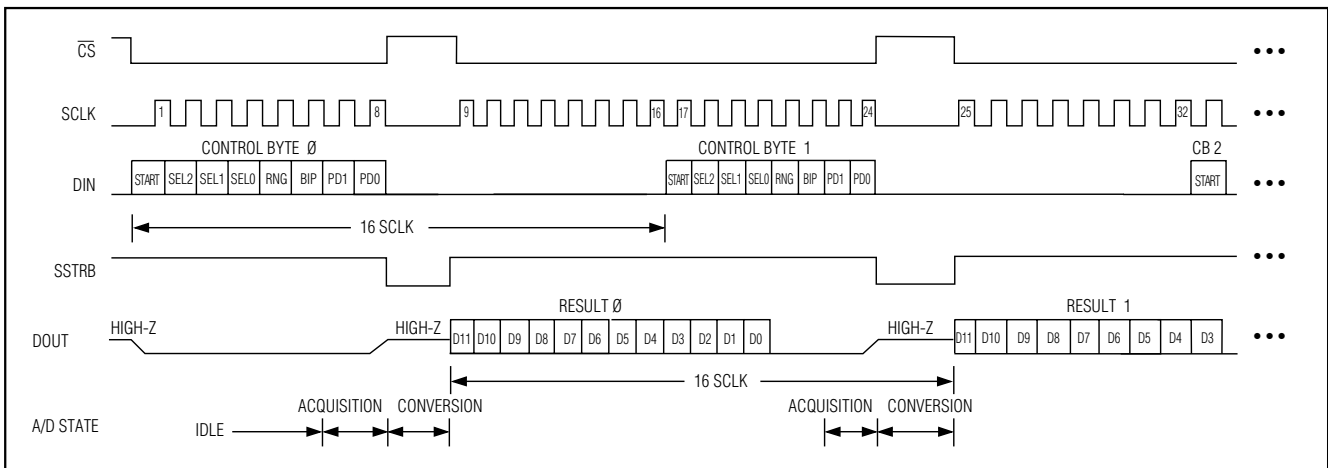 CS •••
SCLK 1 8 9 16 17 24 25 32 •••
CONTROL BYTE Ø CONTROL BYTE 1 CB 2
DIN START SEL2 SEL1 SEL0 RNG BIP PD1 PD0 START SEL2 SEL1 SEL0 RNG BIP PD1 PD0 START •••
16 SCLK
SSTRB •••
RESULT Ø RESULT 1
DOUT HIGH-Z HIGH-Z D11 D10 D9 D8 D7 D6 D5 D4 D3 D2 D1 D0 HIGH-Z D11 D10 D9 D8 D7 D6 D5 D4 D3 •••
16 SCLK
ACQUISITION CONVERSION ACQUISITION CONVERSION
A/D STATE IDLE